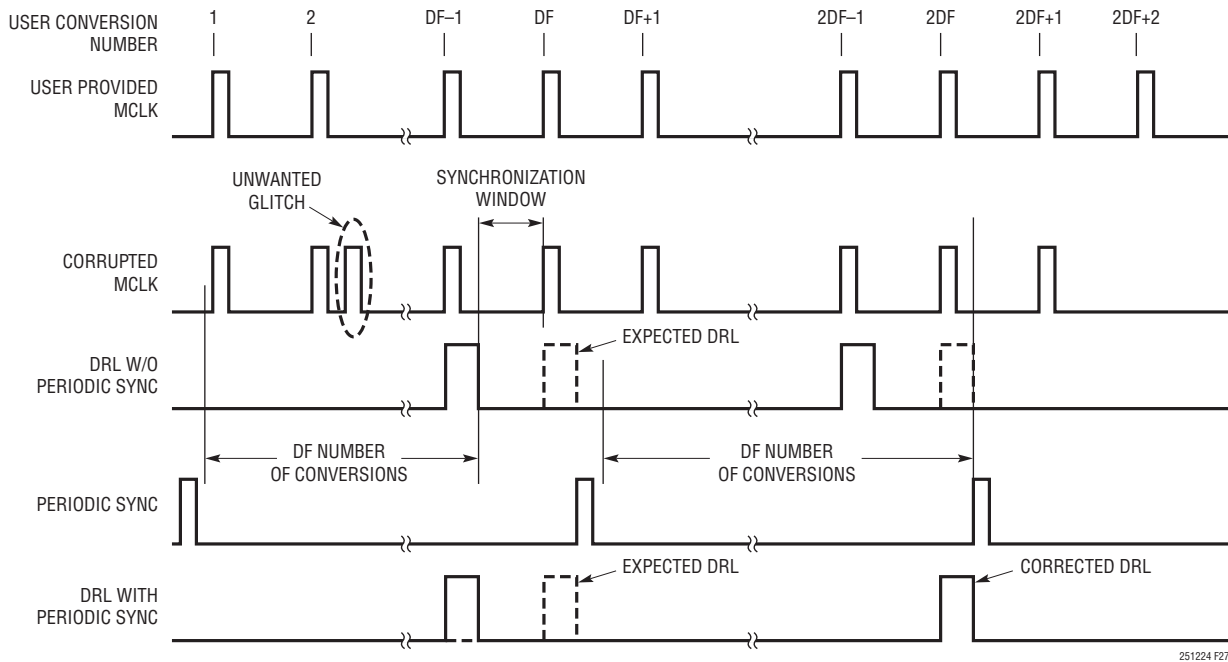 USER CONVERSION
NUMBER
1
2
DF–1
DF
DF+1
2DF–1
2DF
2DF+1
2DF+2
USER PROVIDED
MCLK
UNWANTED
GLITCH
SYNCHRONIZATION
WINDOW
CORRUPTED
MCLK
EXPECTED DRL
DRL W/O
PERIODIC SYNC
DF NUMBER
OF CONVERSIONS
DF NUMBER
OF CONVERSIONS
PERIODIC SYNC
EXPECTED DRL
CORRECTED DRL
DRL WITH
PERIODIC SYNC
251224 F27